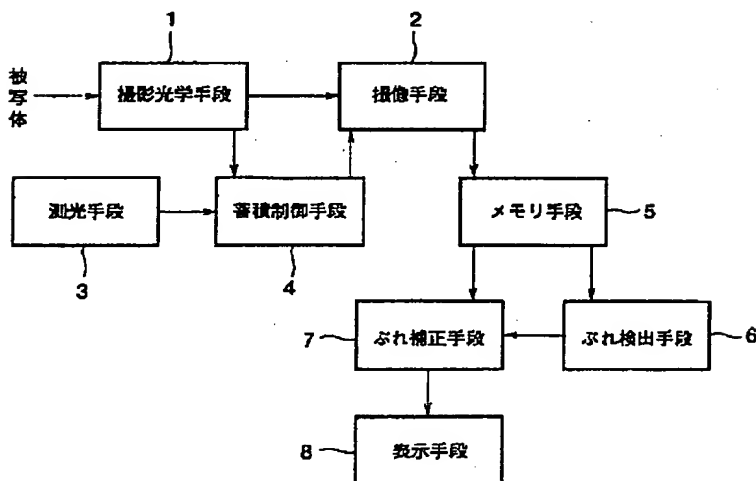 1
2
被写体
撮影光学手段
撮像手段
測光手段
蓄積制御手段
メモリ手段
5
3
4
7
ぶれ補正手段
ぶれ検出手段
6
8
表示手段